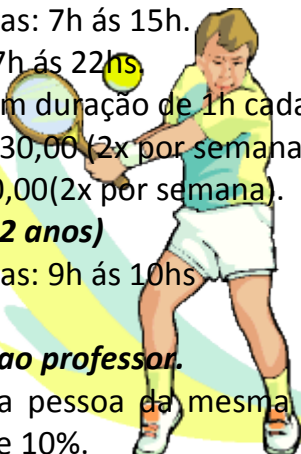 as: 7h ás 15h.
7h ás 22hs.
m duração de 1h cada
30,00 (2x por semana
0,00(2x por semana).
2 anos)
as: 9h ás 10hs
ao professor.
a pessoa da mesma
e 10%.